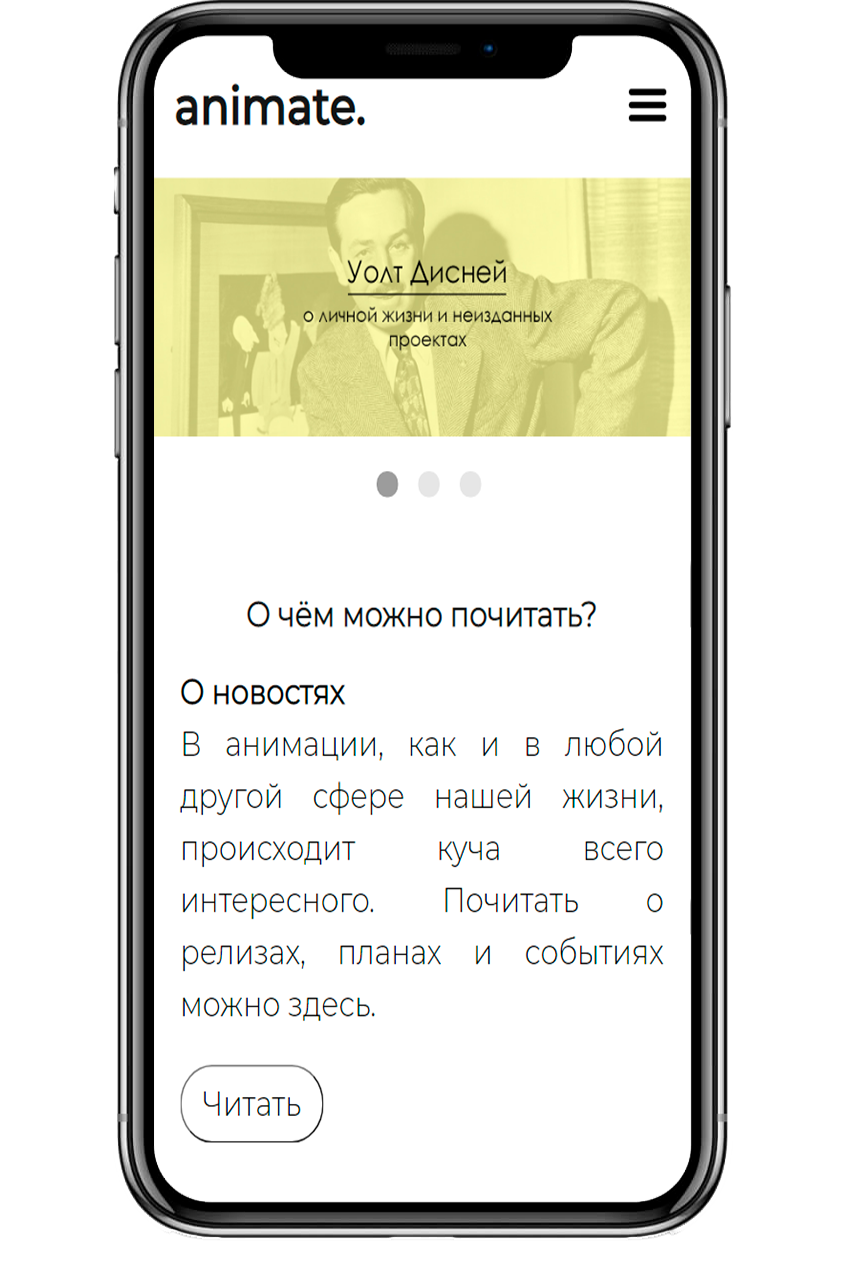 animate.
Уолт Дисней
о личной жизни и неизданных
проектах
О чём можно почитать?
О новостях
В анимации, как и в любой
другой сфере нашей жизни,
происходит куча всего
интересного. Почитать о
релизах, планах и событиях
можно здесь.
Читать